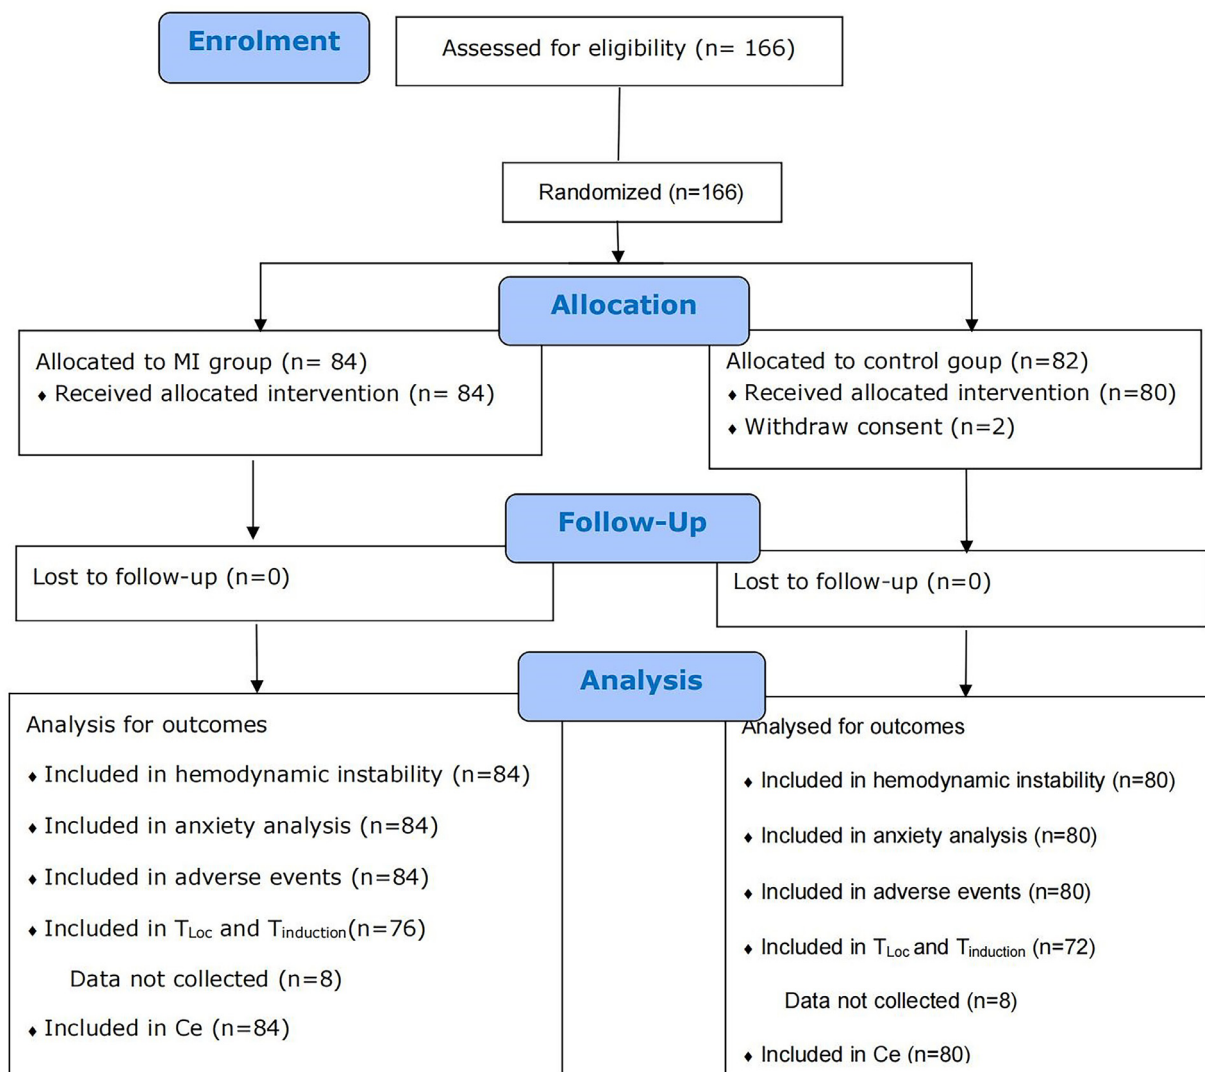 Enrolment
Assessed for eligibility (n= 166)
Randomized (n=166)
Allocation
Allocated to MI group (n= 84)
♦ Received allocated intervention (n= 84)
Allocated to control goup (n=82)
♦ Received allocated intervention (n=80)
♦ Withdraw consent (n=2)
Follow-Up
Lost to follow-up (n=0)
Lost to follow-up (n=0)
Analysis
Analysis for outcomes
♦ Included in hemodynamic instability (n=84)
♦ Included in anxiety analysis (n=84)
♦ Included in adverse events (n=84)
♦ Included in TLoc and Tinduction(n=76)
Data not collected (n=8)
♦ Included in Ce (n=84)
Analysed for outcomes
♦ Included in hemodynamic instability (n=80)
♦ Included in anxiety analysis (n=80)
♦ Included in adverse events (n=80)
♦ Included in TLoc and Tinduction (n=72)
Data not collected (n=8)
♦ Included in Ce (n=80)